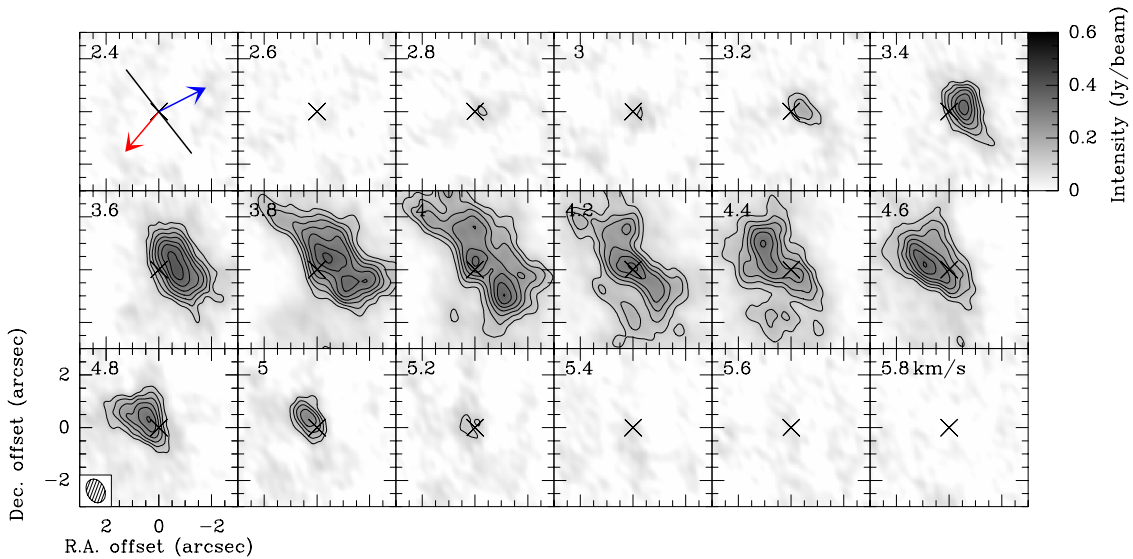 2.4 2.6 2.8 3 3.2 3.4
0.6
0.4
0.2
0
Intensity (Jy/beam)
3.6 3.8 4 4.2 4.4 4.6
4.8 5 5.2 5.4 5.6 5.8km/s
2
0
−2
Dec. offset (arcsec)
2 0 −2
R.A. offset (arcsec)